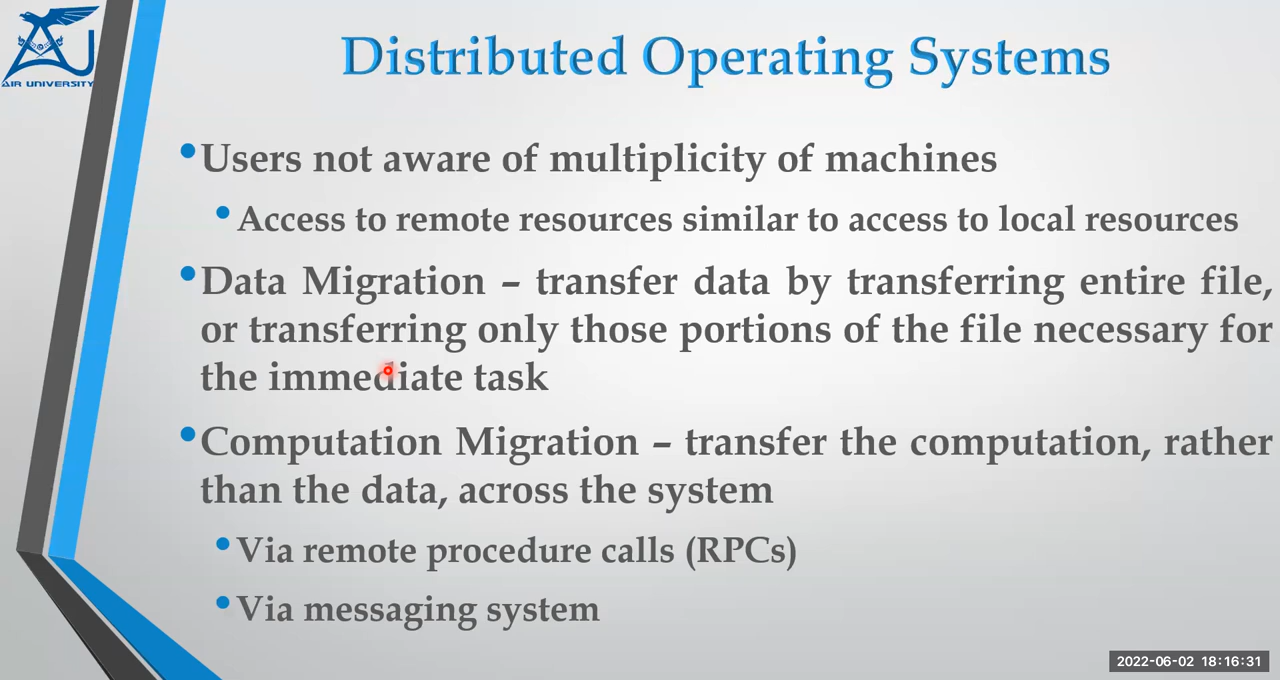 AIR UNIVERSITY
Distributed Operating Systems
•Users not aware of multiplicity of machines
•Access to remote resources similar to access to local resources
•Data Migration – transfer data by transferring entire file,
or transferring only those portions of the file necessary for
the immediate task
•Computation Migration – transfer the computation, rather
than the data, across the system
•Via remote procedure calls (RPCs)
•Via messaging system
2022-06-02 18:16:31